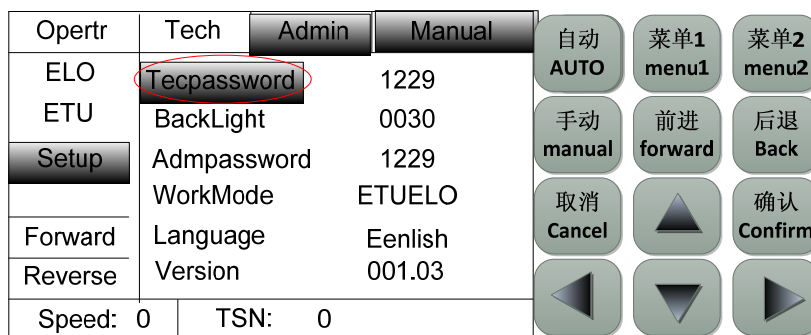 Opertr Tech Admin Manual
ELO Tecpassword 1229
ETU BackLight 0030
Setup Admpassword 1229
WorkMode ETUELO
Forward Language Eenlish
Reverse Version 001.03
Speed: 0 TSN: 0
自动 菜单1 菜单2
AUTO menu1 menu2
手动 前进 后退
manual forward Back
取消 确认
Cancel Confirm